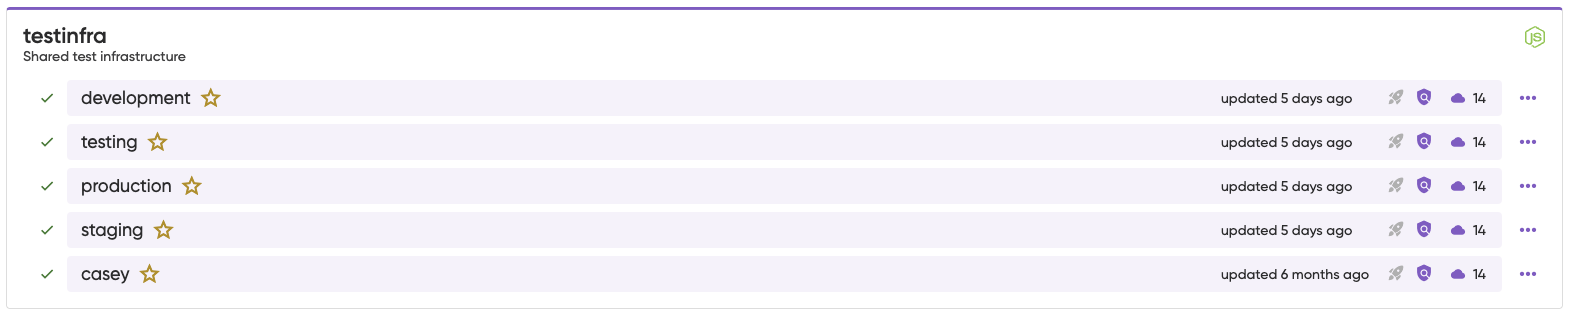 testinfra
Shared test infrastructure
JS
development updated 5 days ago 14
testing updated 5 days ago 14
production updated 5 days ago 14
staging updated 5 days ago 14
casey updated 6 months ago 14